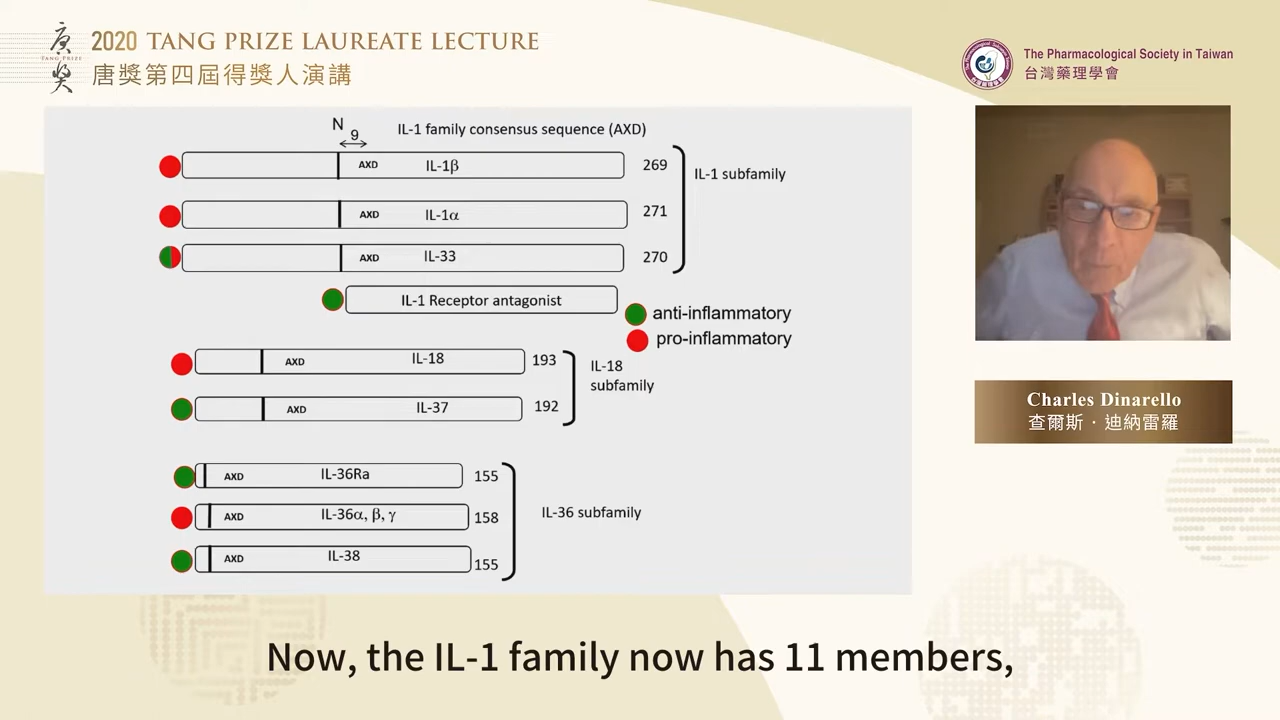 唐獎
TANG PRIZE
2020 TANG PRIZE LAUREATE LECTURE
唐獎第四屆得獎人演講
The Pharmacological Society in Taiwan
台灣藥理學會
N
9
IL-1 family consensus sequence (AXD)
AXD IL-1β 269
IL-1 subfamily
AXD IL-1α 271
AXD IL-33 270
IL-1 Receptor antagonist
anti-inflammatory
pro-inflammatory
AXD IL-18 193
IL-18
subfamily
AXD IL-37 192
AXD IL-36Ra 155
AXD IL-36α, β, γ 158
IL-36 subfamily
AXD IL-38 155
Charles Dinarello
查爾斯・迪納雷羅
Now, the IL-1 family now has 11 members,